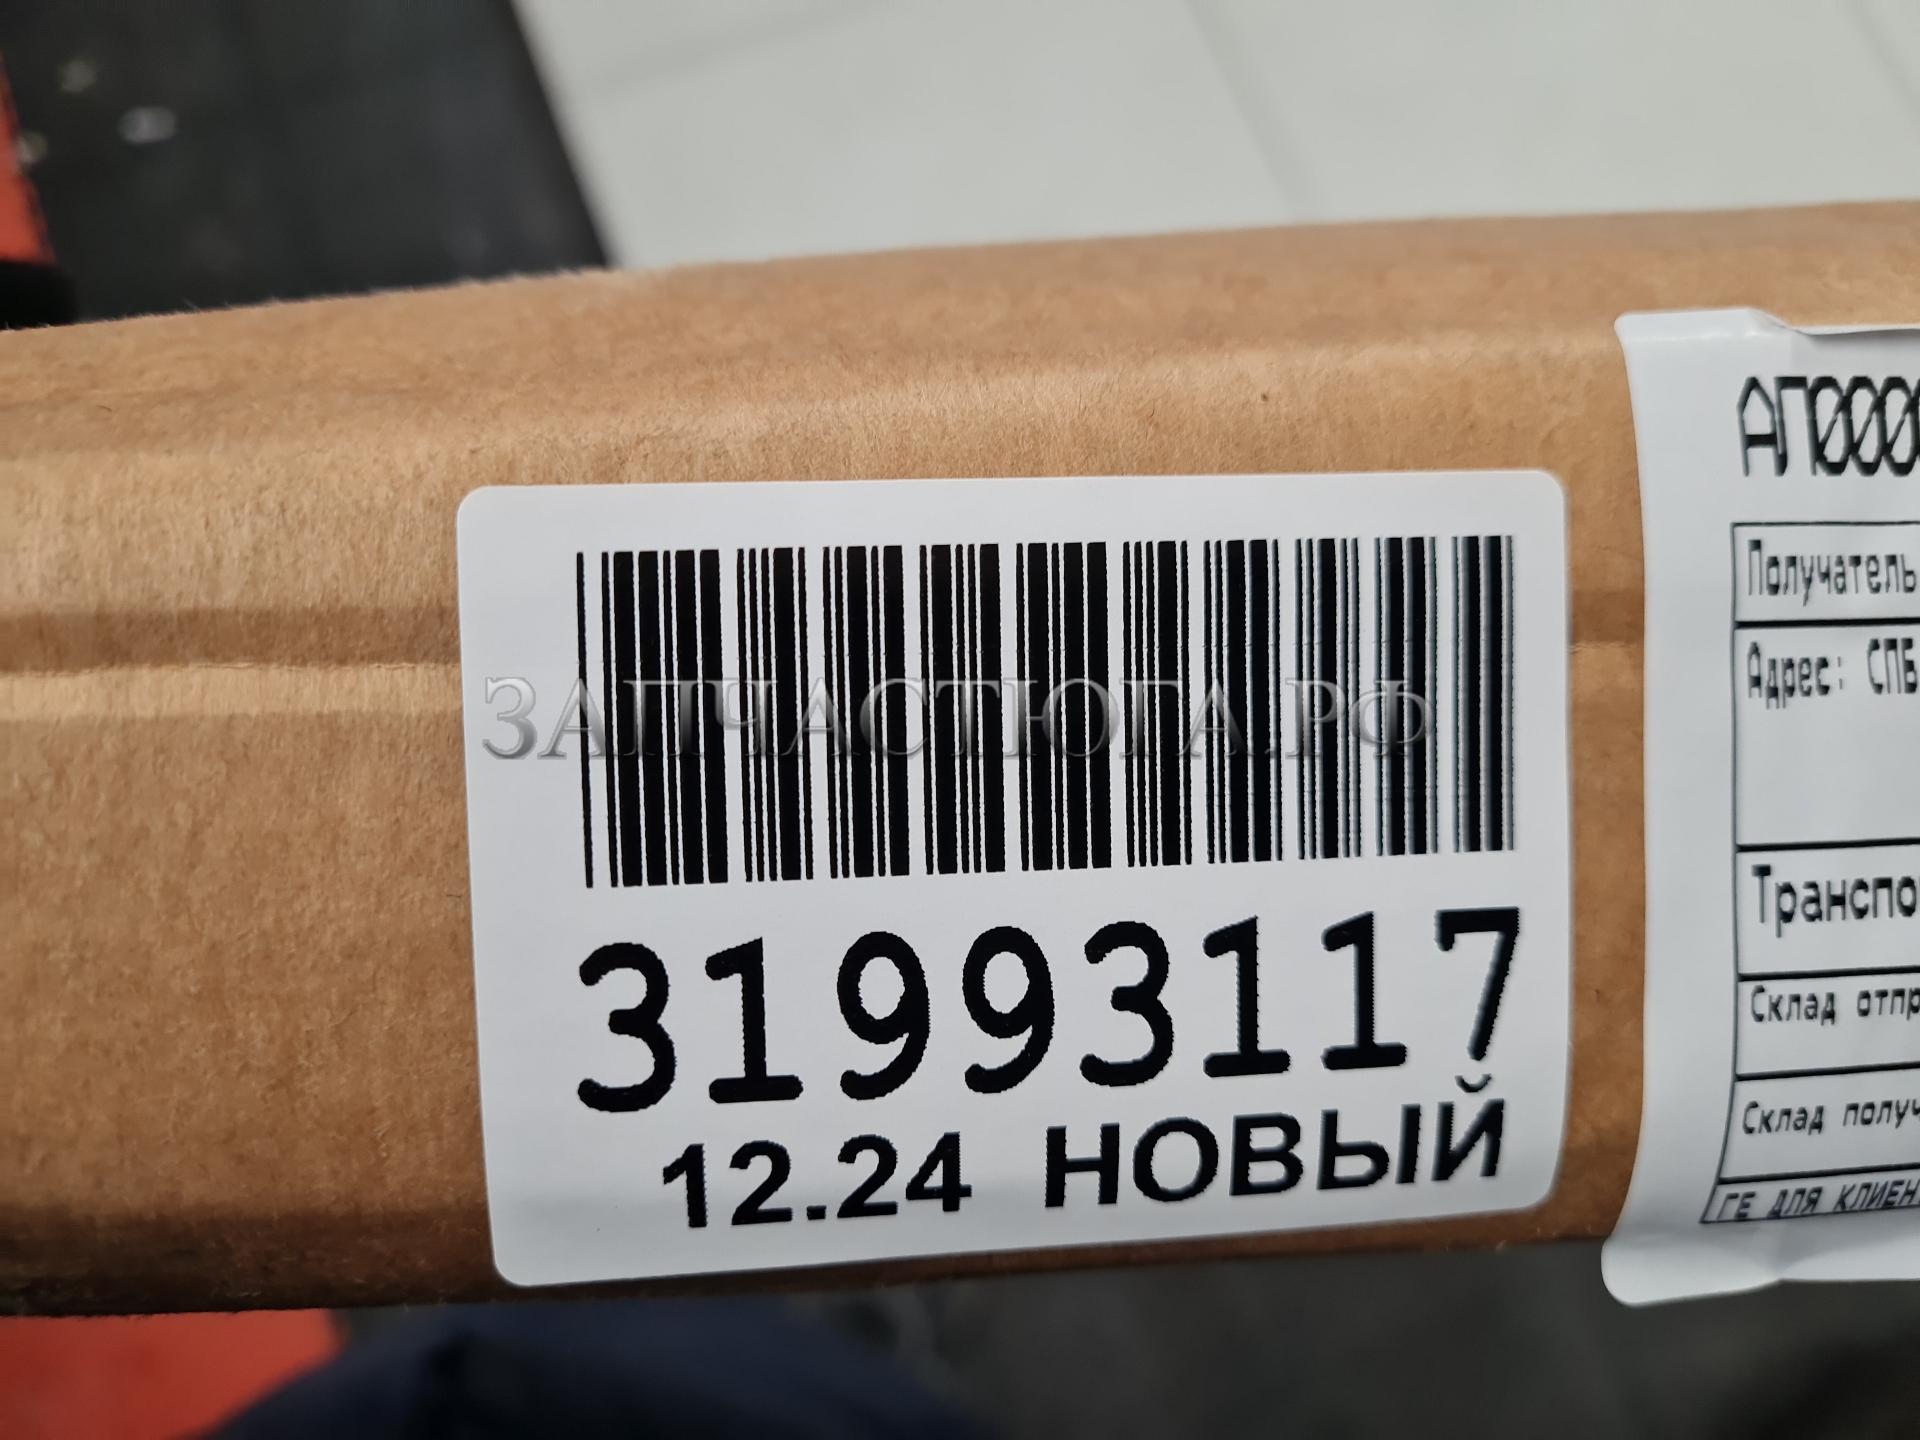 ЗАПЧАСТЮГА.РФ
31993117
12.24 НОВЫЙ
АП000
Получатель
Адрес: СПБ
Транспо
Склад отпр
Склад получ
ГЕ ДЛЯ КЛИЕН